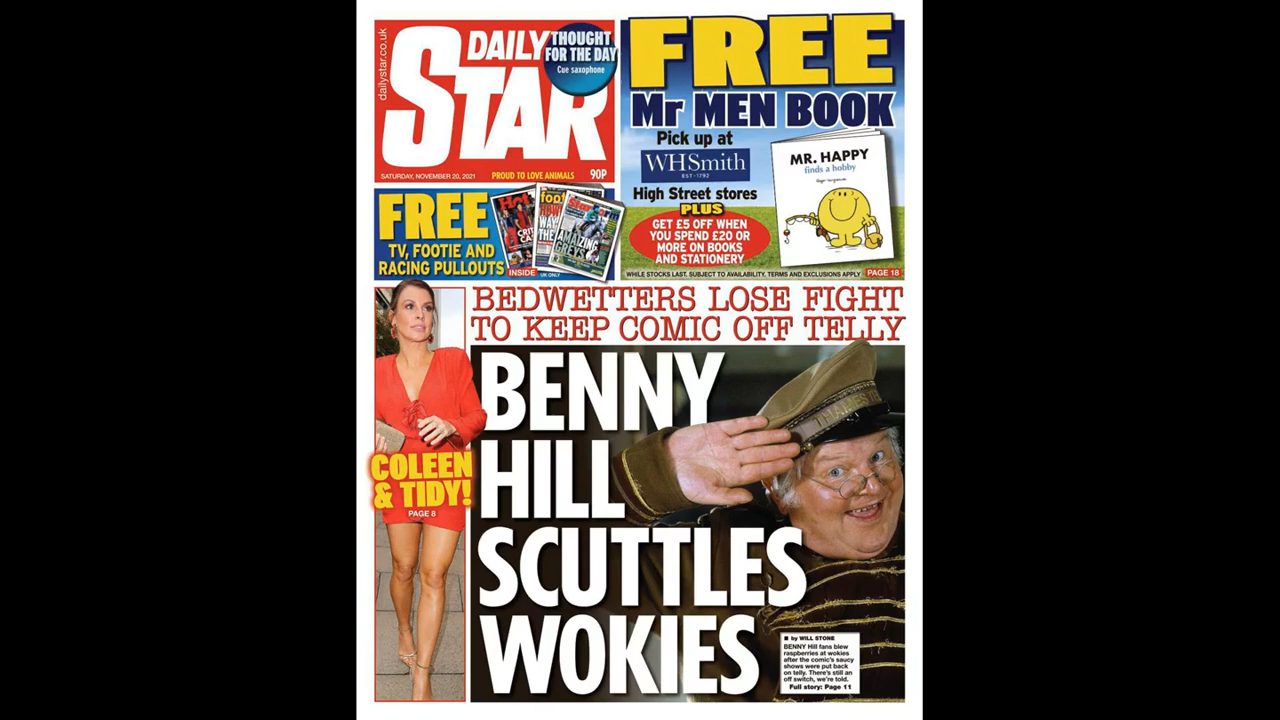 dailystar.co.uk
DAILY
STAR
THOUGHT
FOR THE DAY
Cue saxophone
SATURDAY, NOVEMBER 20, 2021
PROUD TO LOVE ANIMALS
90P
FREE
Mr MEN BOOK
Pick up at
WHSmith
EST · 1792
High Street stores
PLUS
GET £5 OFF WHEN
YOU SPEND £20 OR
MORE ON BOOKS
AND STATIONERY
MR. HAPPY
finds a hobby
WHILE STOCKS LAST. SUBJECT TO AVAILABILITY. TERMS AND EXCLUSIONS APPLY
PAGE 18
FREE
TV, FOOTIE AND
RACING PULLOUTS
INSIDE
UK ONLY
AMAZING
GREYS
BEDWETTERS LOSE FIGHT
TO KEEP COMIC OFF TELLY
COLEEN
& TIDY!
PAGE 8
BENNY
HILL
SCUTTLES
WOKIES
■ by WILL STONE
BENNY Hill fans blew
raspberries at wokies
after the comic's saucy
shows were put back
on telly. There's still an
off switch, we're told.
Full story: Page 11